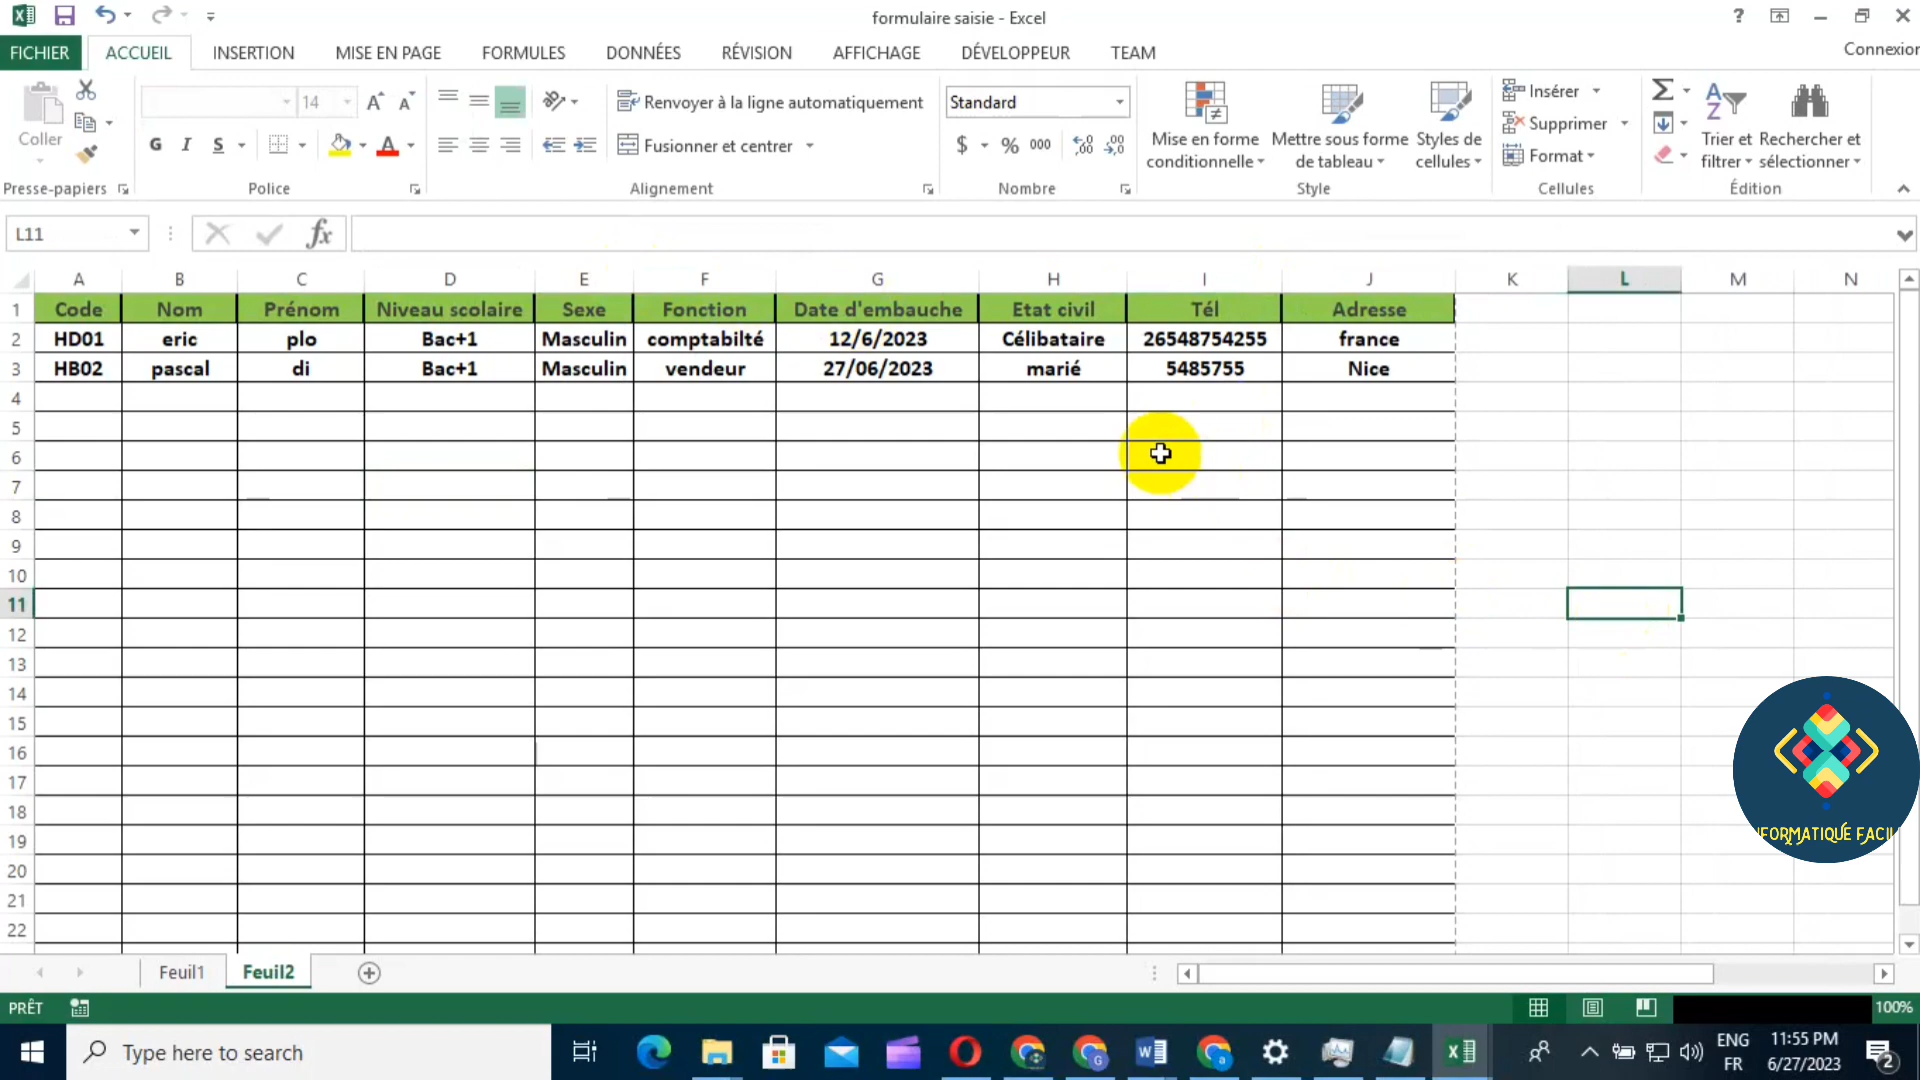 formulaire saisie - Excel
FICHIER ACCUEIL INSERTION MISE EN PAGE FORMULES DONNÉES RÉVISION AFFICHAGE DÉVELOPPEUR TEAM Connexion
Coller
Presse-papiers
14
G I S A
Police
Renvoyer à la ligne automatiquement
Fusionner et centrer
Alignement
Standard
$ % 000
Nombre
Mise en forme conditionnelle
Mettre sous forme de tableau
Styles de cellules
Style
Insérer
Supprimer
Format
Cellules
Trier et filtrer
Rechercher et sélectionner
Édition
L11 fx
A B C D E F G H I J K L M N
1 Code Nom Prénom Niveau scolaire Sexe Fonction Date d'embauche Etat civil Tél Adresse
2 HD01 eric plo Bac+1 Masculin comptabilté 12/6/2023 Célibataire 26548754255 france
3 HB02 pascal di Bac+1 Masculin vendeur 27/06/2023 marié 5485755 Nice
4
5
6
7
8
9
10
11
12
13
14
15
16
17
18
19
20
21
22
NFORMATIQUE FACIL
Feuil1 Feuil2
PRÊT 100%
Type here to search
ENG
FR
11:55 PM
6/27/2023
2